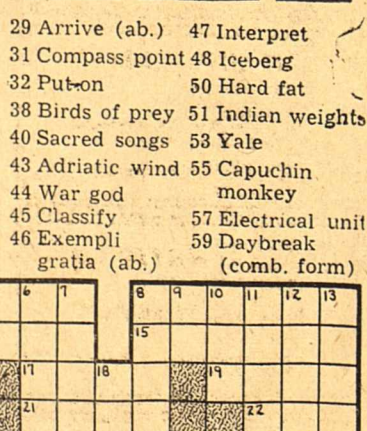 29 Arrive (ab.)
31 Compass point
32 Put on
38 Birds of prey
40 Sacred songs
43 Adriatic wind
44 War god
45 Classify
46 Exempli
gratia (ab.)
47 Interpret
48 Iceberg
50 Hard fat
51 Indian weights
53 Yale
55 Capuchin
monkey
57 Electrical unit
59 Daybreak
(comb. form)
6 7 8 9 10 11 12 13
15
17 18 19
21 22